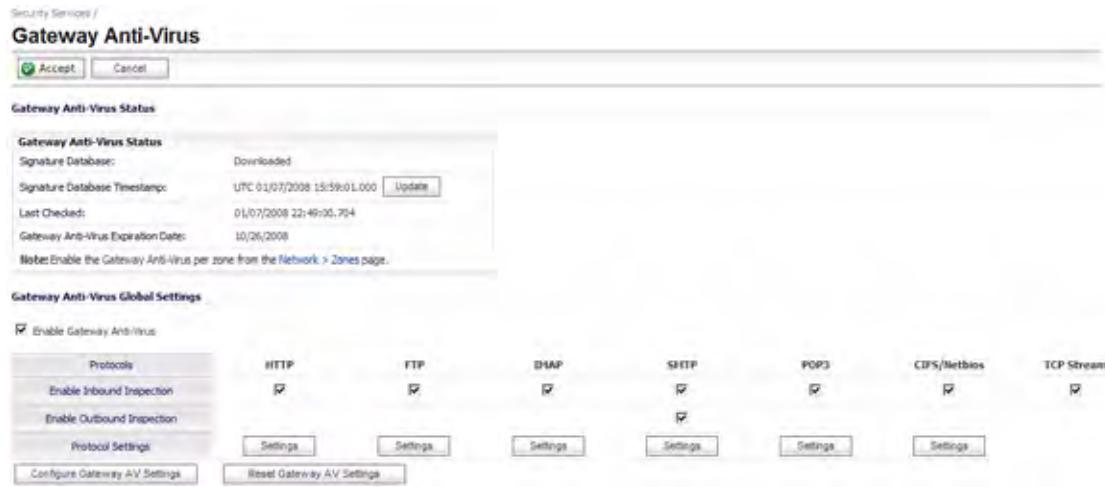 Security Services /
Gateway Anti-Virus
Accept Cancel
Gateway Anti-Virus Status
Gateway Anti-Virus Status
Signature Database: Downloaded
Signature Database Timestamp: UTC 01/07/2008 15:59:01.000 Update
Last Checked: 01/07/2008 22:49:00.704
Gateway Anti-Virus Expiration Date: 10/26/2008
Note: Enable the Gateway Anti-Virus per zone from the Network > Zones page.
Gateway Anti-Virus Global Settings
Enable Gateway Anti-Virus
Protocols HTTP FTP IMAP SMTP POP3 CIFS/Netbios TCP Stream
Enable Inbound Inspection
Enable Outbound Inspection
Protocol Settings Settings Settings Settings Settings Settings Settings
Configure Gateway AV Settings Reset Gateway AV Settings